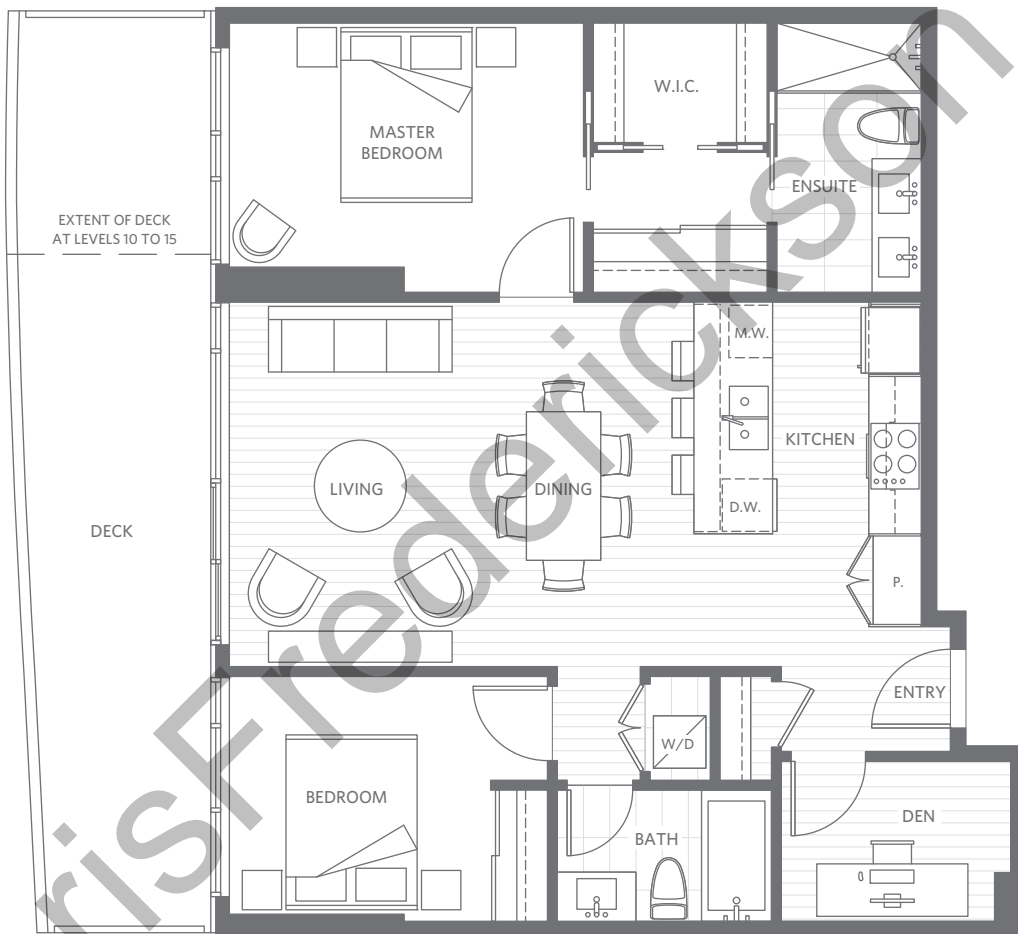 W.I.C.
MASTER
BEDROOM
ENSUITE
EXTENT OF DECK
AT LEVELS 10 TO 15
M.W.
KITCHEN
LIVING
DINING
D.W.
DECK
P.
ENTRY
W/D
BEDROOM
DEN
BATH
risFrederickson